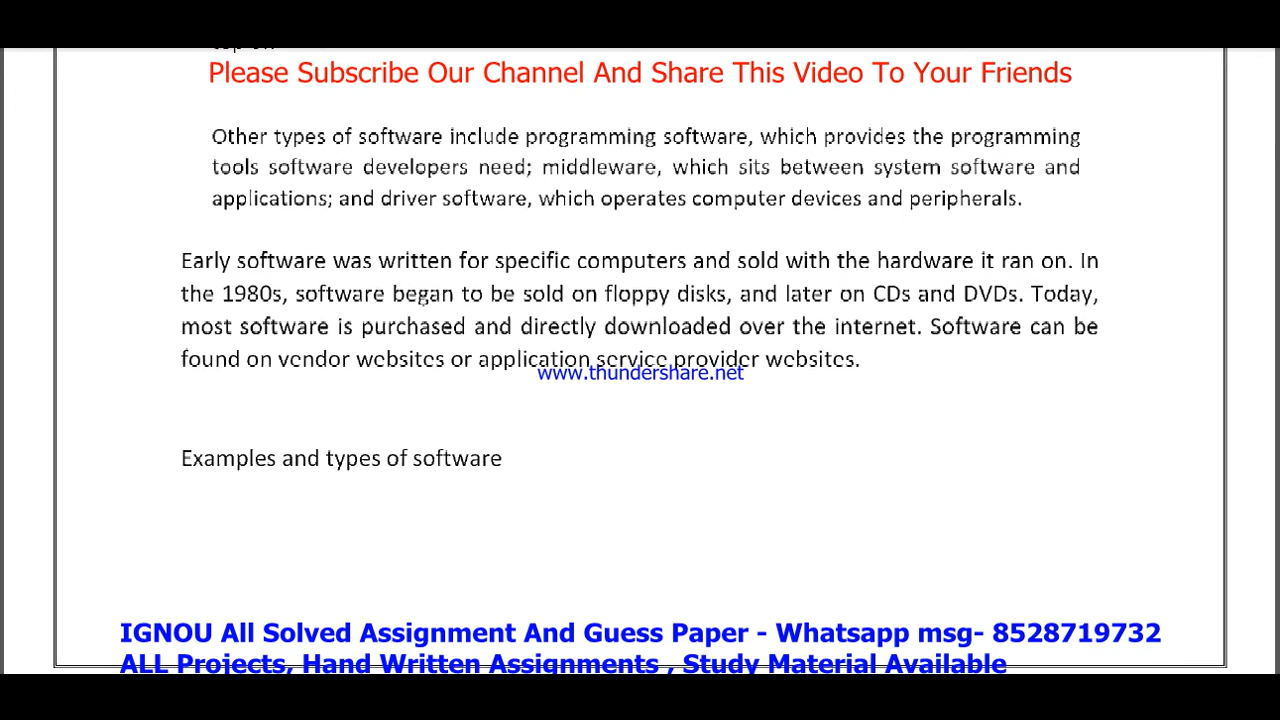 Please Subscribe Our Channel And Share This Video To Your Friends
Other types of software include programming software, which provides the programming
tools software developers need; middleware, which sits between system software and
applications; and driver software, which operates computer devices and peripherals.
Early software was written for specific computers and sold with the hardware it ran on. In
the 1980s, software began to be sold on floppy disks, and later on CDs and DVDs. Today,
most software is purchased and directly downloaded over the internet. Software can be
found on vendor websites or application service provider websites.
www.thundershare.net
Examples and types of software
IGNOU All Solved Assignment And Guess Paper - Whatsapp msg- 8528719732
ALL Projects, Hand Written Assignments , Study Material Available